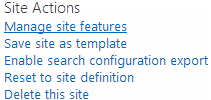 Site Actions
Manage site features
Save site as template
Enable search configuration export
Reset to site definition
Delete this site